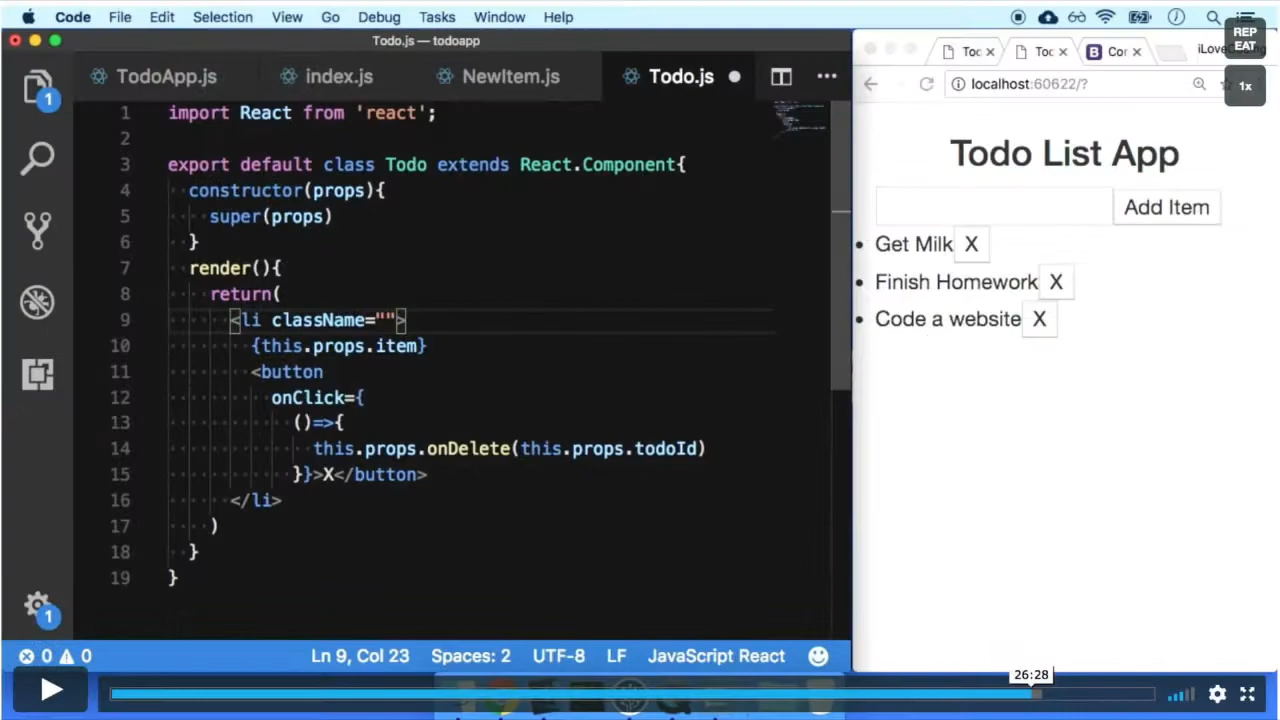 Code File Edit Selection View Go Debug Tasks Window Help
Todo.js — todoapp
TodoApp.js index.js NewItem.js Todo.js
1 import React from 'react';
2
3 export default class Todo extends React.Component{
4 constructor(props){
5 super(props)
6 }
7 render(){
8 return(
9 <li className="">
10 {this.props.item}
11 <button
12 onClick={
13 ()=>{
14 this.props.onDelete(this.props.todoId)
15 }}>X</button>
16 </li>
17 )
18 }
19 }
1
1
0 0 Ln 9, Col 23 Spaces: 2 UTF-8 LF JavaScript React
REP
EAT
1x
Too Too Cor
localhost:60622/?
Todo List App
Add Item
Get Milk X
Finish Homework X
Code a website X
26:28